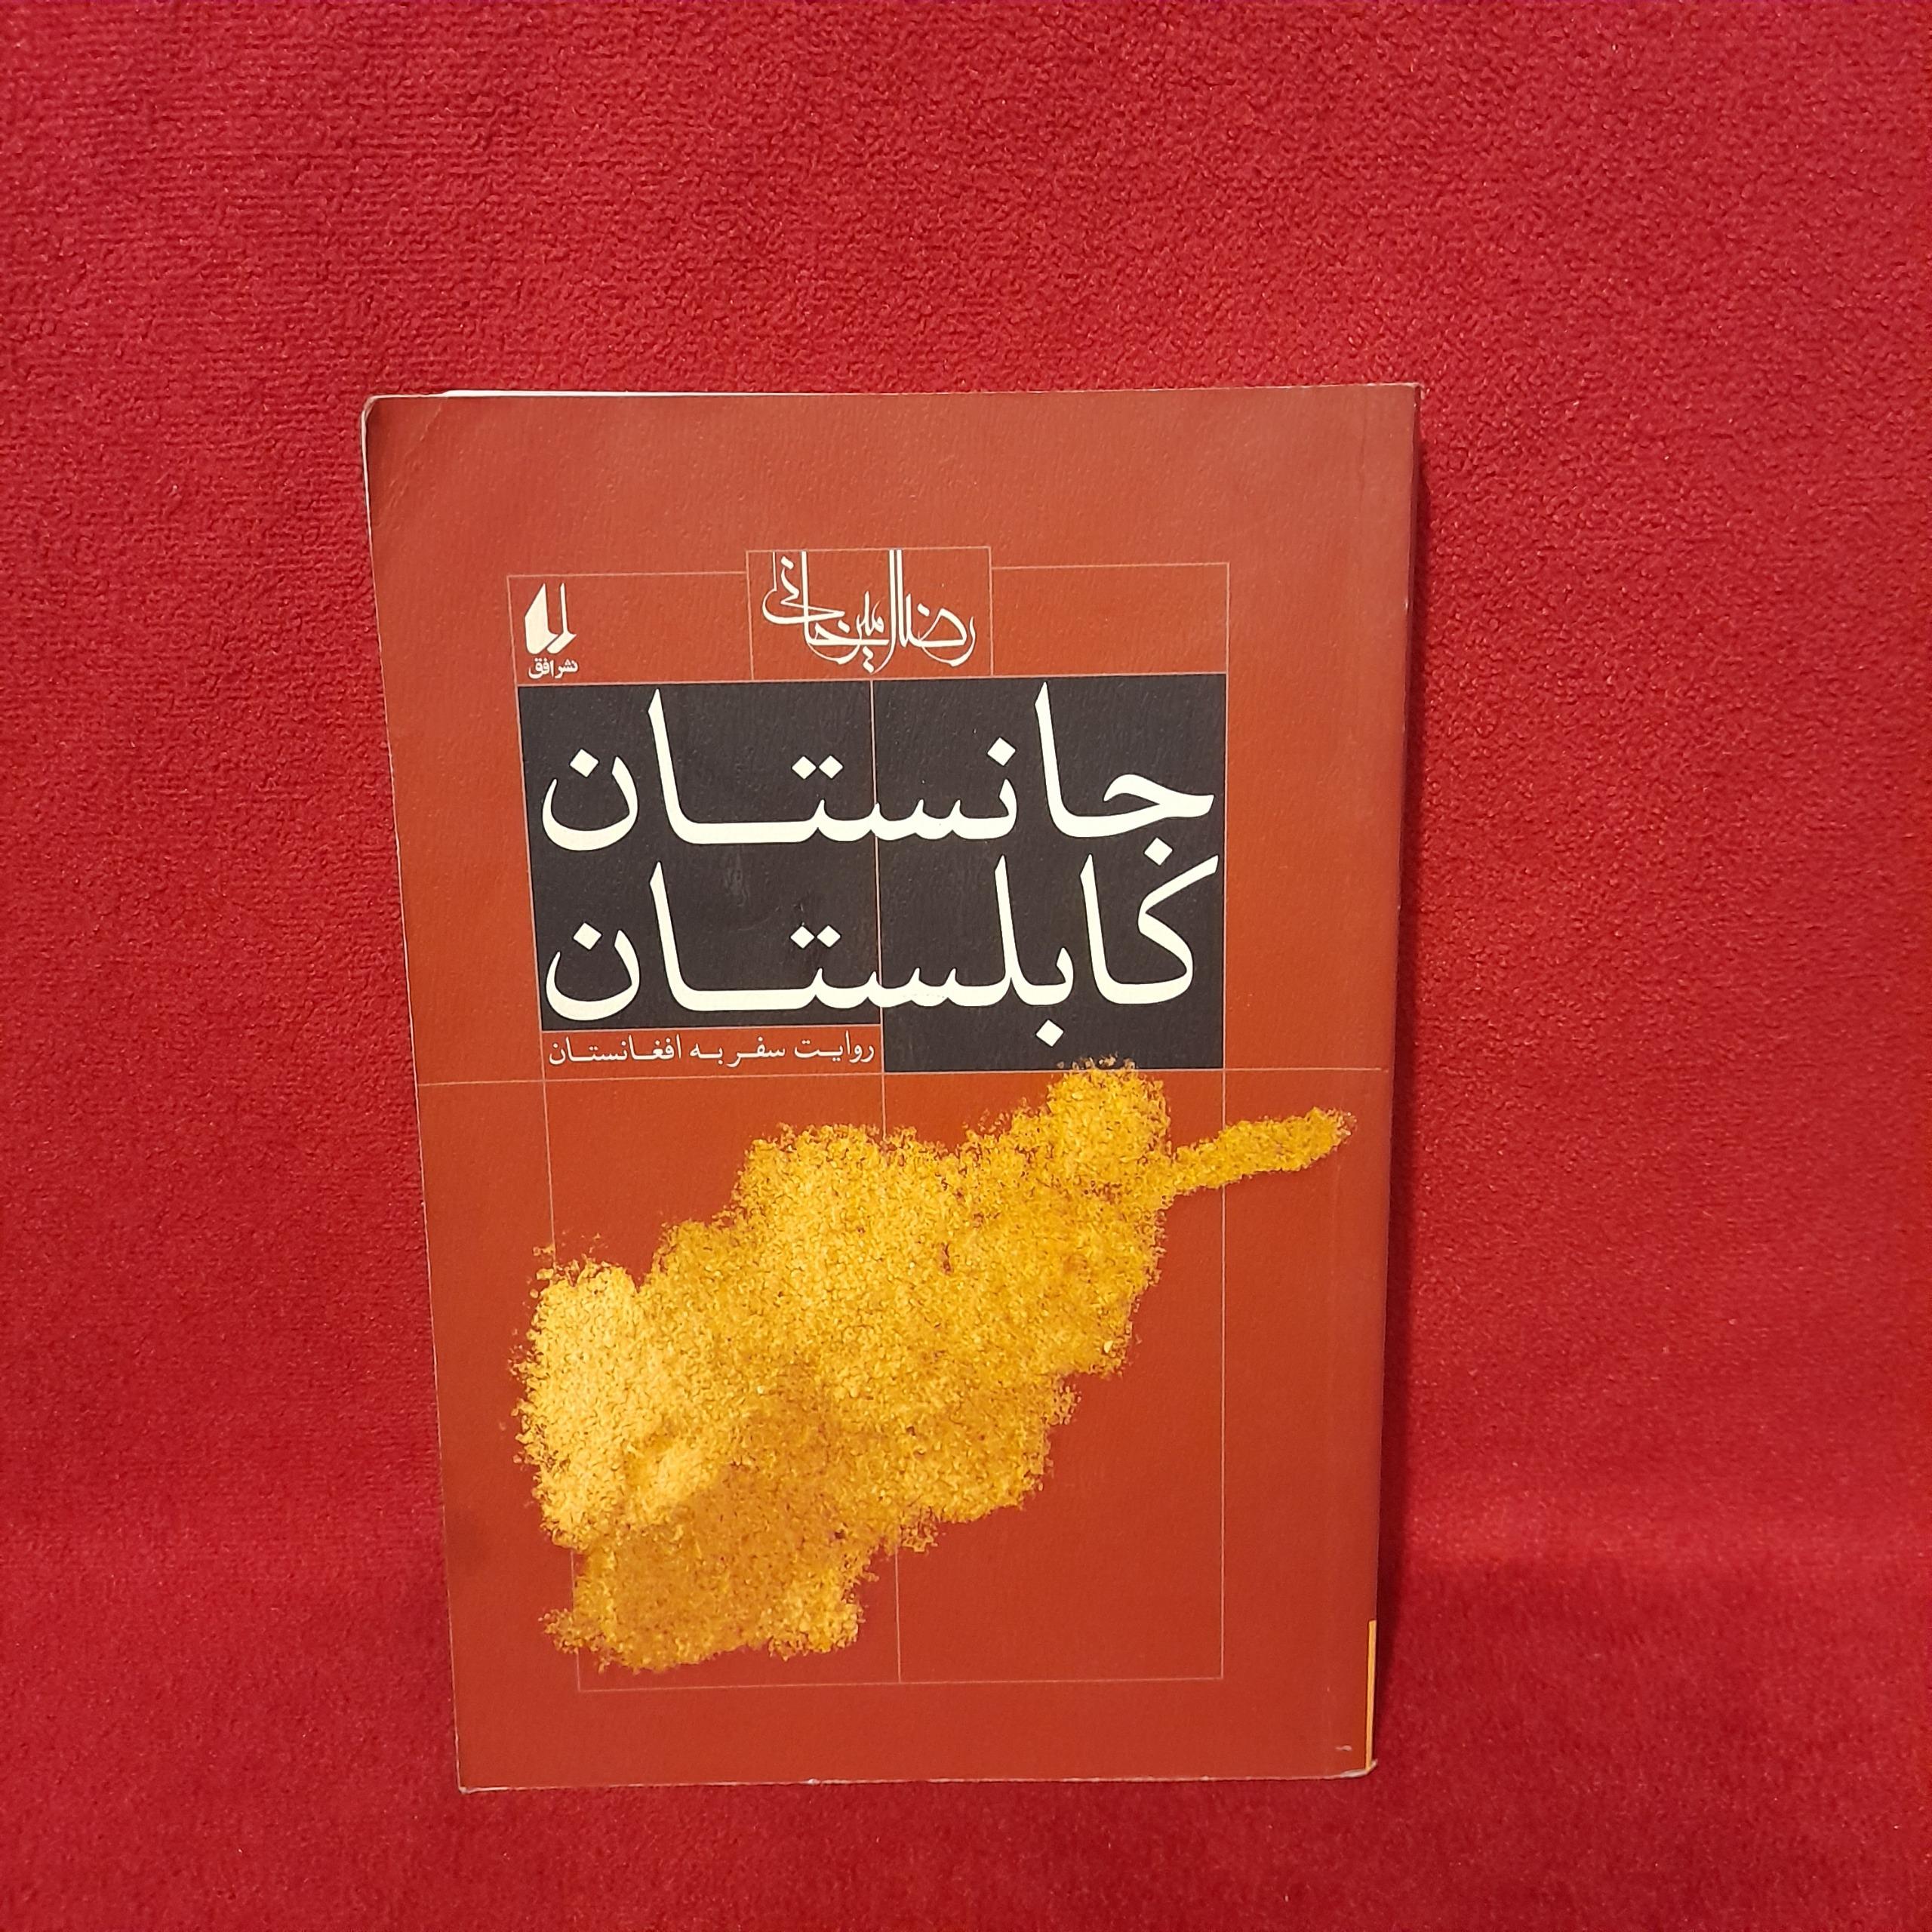 رضا امیرخانی
نشر افق
جانستان
کابلستان
روایت سفر به افغانستان